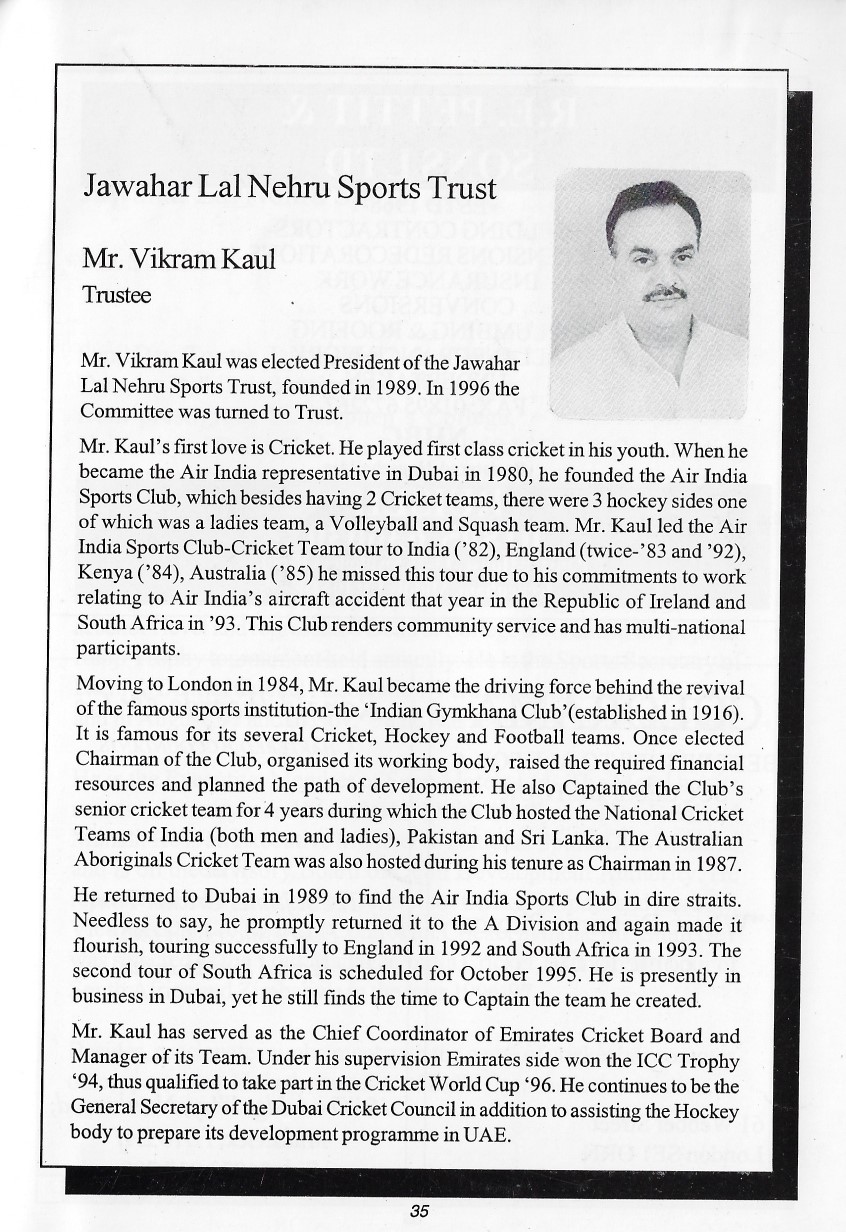 Jawahar Lal Nehru Sports Trust
Mr. Vikram Kaul
Trustee
Mr. Vikram Kaul was elected President of the Jawahar
Lal Nehru Sports Trust, founded in 1989. In 1996 the
Committee was turned to Trust.
Mr. Kaul's first love is Cricket. He played first class cricket in his youth. When he
became the Air India representative in Dubai in 1980, he founded the Air India
Sports Club, which besides having 2 Cricket teams, there were 3 hockey sides one
of which was a ladies team, a Volleyball and Squash team. Mr. Kaul led the Air
India Sports Club-Cricket Team tour to India ('82), England (twice-'83 and '92),
Kenya ('84), Australia ('85) he missed this tour due to his commitments to work
relating to Air India's aircraft accident that year in the Republic of Ireland and
South Africa in '93. This Club renders community service and has multi-national
participants.
Moving to London in 1984, Mr. Kaul became the driving force behind the revival
of the famous sports institution-the 'Indian Gymkhana Club'(established in 1916).
It is famous for its several Cricket, Hockey and Football teams. Once elected
Chairman of the Club, organised its working body, raised the required financial
resources and planned the path of development. He also Captained the Club's
senior cricket team for 4 years during which the Club hosted the National Cricket
Teams of India (both men and ladies), Pakistan and Sri Lanka. The Australian
Aboriginals Cricket Team was also hosted during his tenure as Chairman in 1987.
He returned to Dubai in 1989 to find the Air India Sports Club in dire straits.
Needless to say, he promptly returned it to the A Division and again made it
flourish, touring successfully to England in 1992 and South Africa in 1993. The
second tour of South Africa is scheduled for October 1995. He is presently in
business in Dubai, yet he still finds the time to Captain the team he created.
Mr. Kaul has served as the Chief Coordinator of Emirates Cricket Board and
Manager of its Team. Under his supervision Emirates side won the ICC Trophy
'94, thus qualified to take part in the Cricket World Cup '96. He continues to be the
General Secretary of the Dubai Cricket Council in addition to assisting the Hockey
body to prepare its development programme in UAE.
35